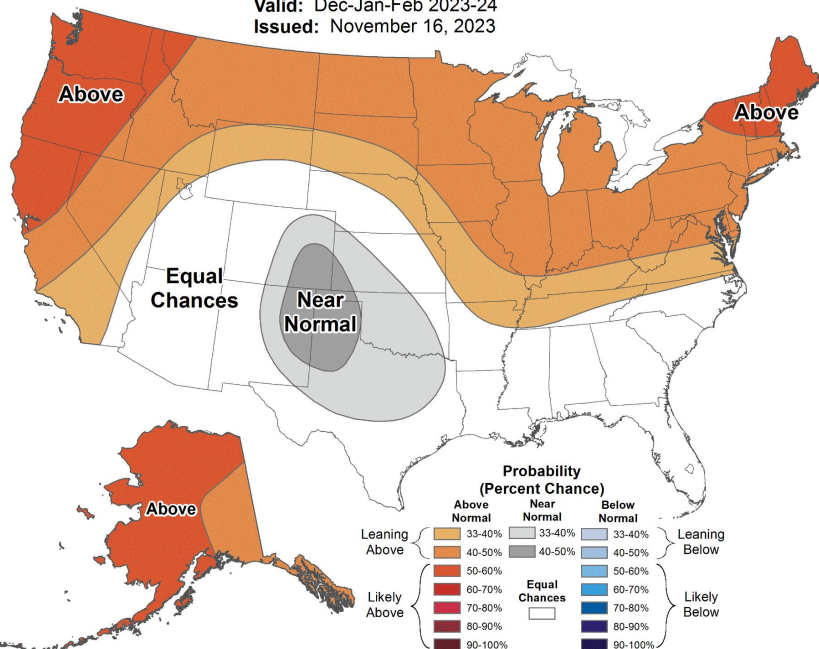 Valid: Dec-Jan-Feb 2023-24
Issued: November 16, 2023
Above
Above
Equal
Chances
Near
Normal
Above
Probability
(Percent Chance)
Above
Normal
Near
Normal
Below
Normal
Leaning
Above
33-40%
40-50%
33-40%
40-50%
33-40%
40-50%
Leaning
Below
Likely
Above
50-60%
60-70%
70-80%
80-90%
90-100%
Equal
Chances
50-60%
60-70%
70-80%
80-90%
90-100%
Likely
Below